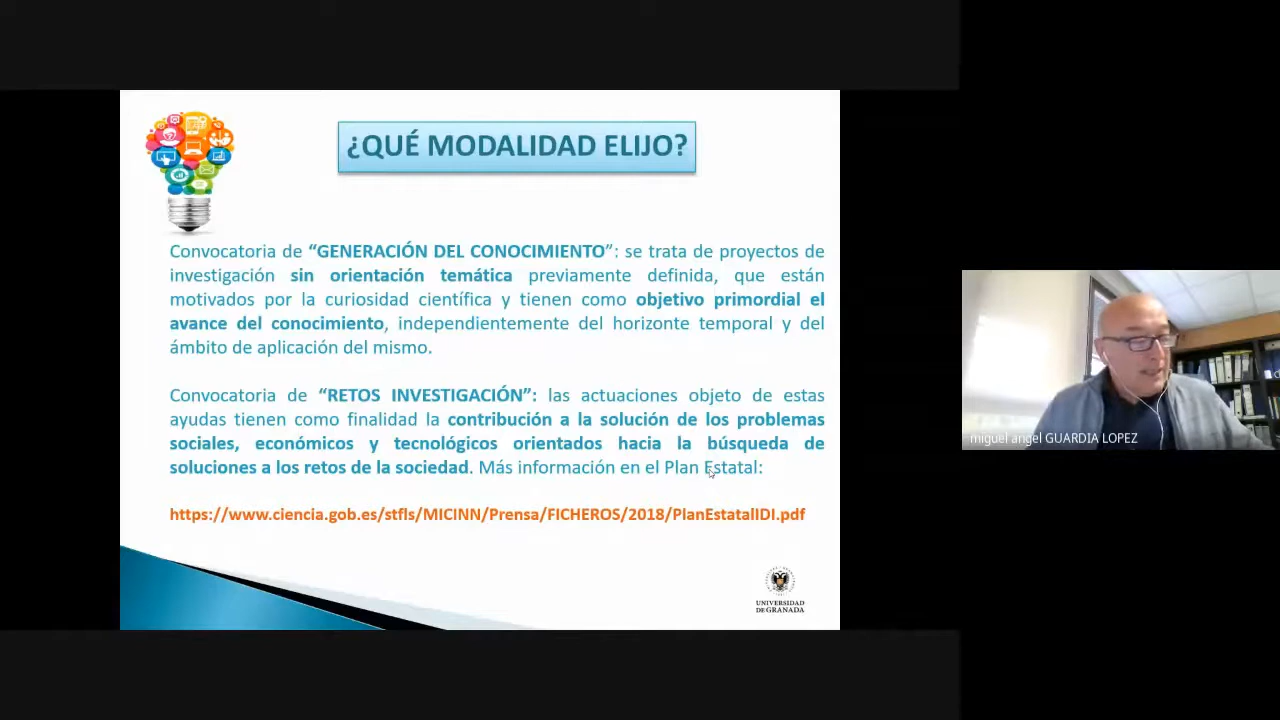 ¿QUÉ MODALIDAD ELIJO?
Convocatoria de “GENERACIÓN DEL CONOCIMIENTO”: se trata de proyectos de
investigación sin orientación temática previamente definida, que están
motivados por la curiosidad científica y tienen como objetivo primordial el
avance del conocimiento, independientemente del horizonte temporal y del
ámbito de aplicación del mismo.
Convocatoria de “RETOS INVESTIGACIÓN”: las actuaciones objeto de estas
ayudas tienen como finalidad la contribución a la solución de los problemas
sociales, económicos y tecnológicos orientados hacia la búsqueda de
soluciones a los retos de la sociedad. Más información en el Plan Estatal:
https://www.ciencia.gob.es/stfls/MICINN/Prensa/FICHEROS/2018/PlanEstatalIDI.pdf
UNIVERSIDAD
DE GRANADA
miguel angel GUARDIA LOPEZ